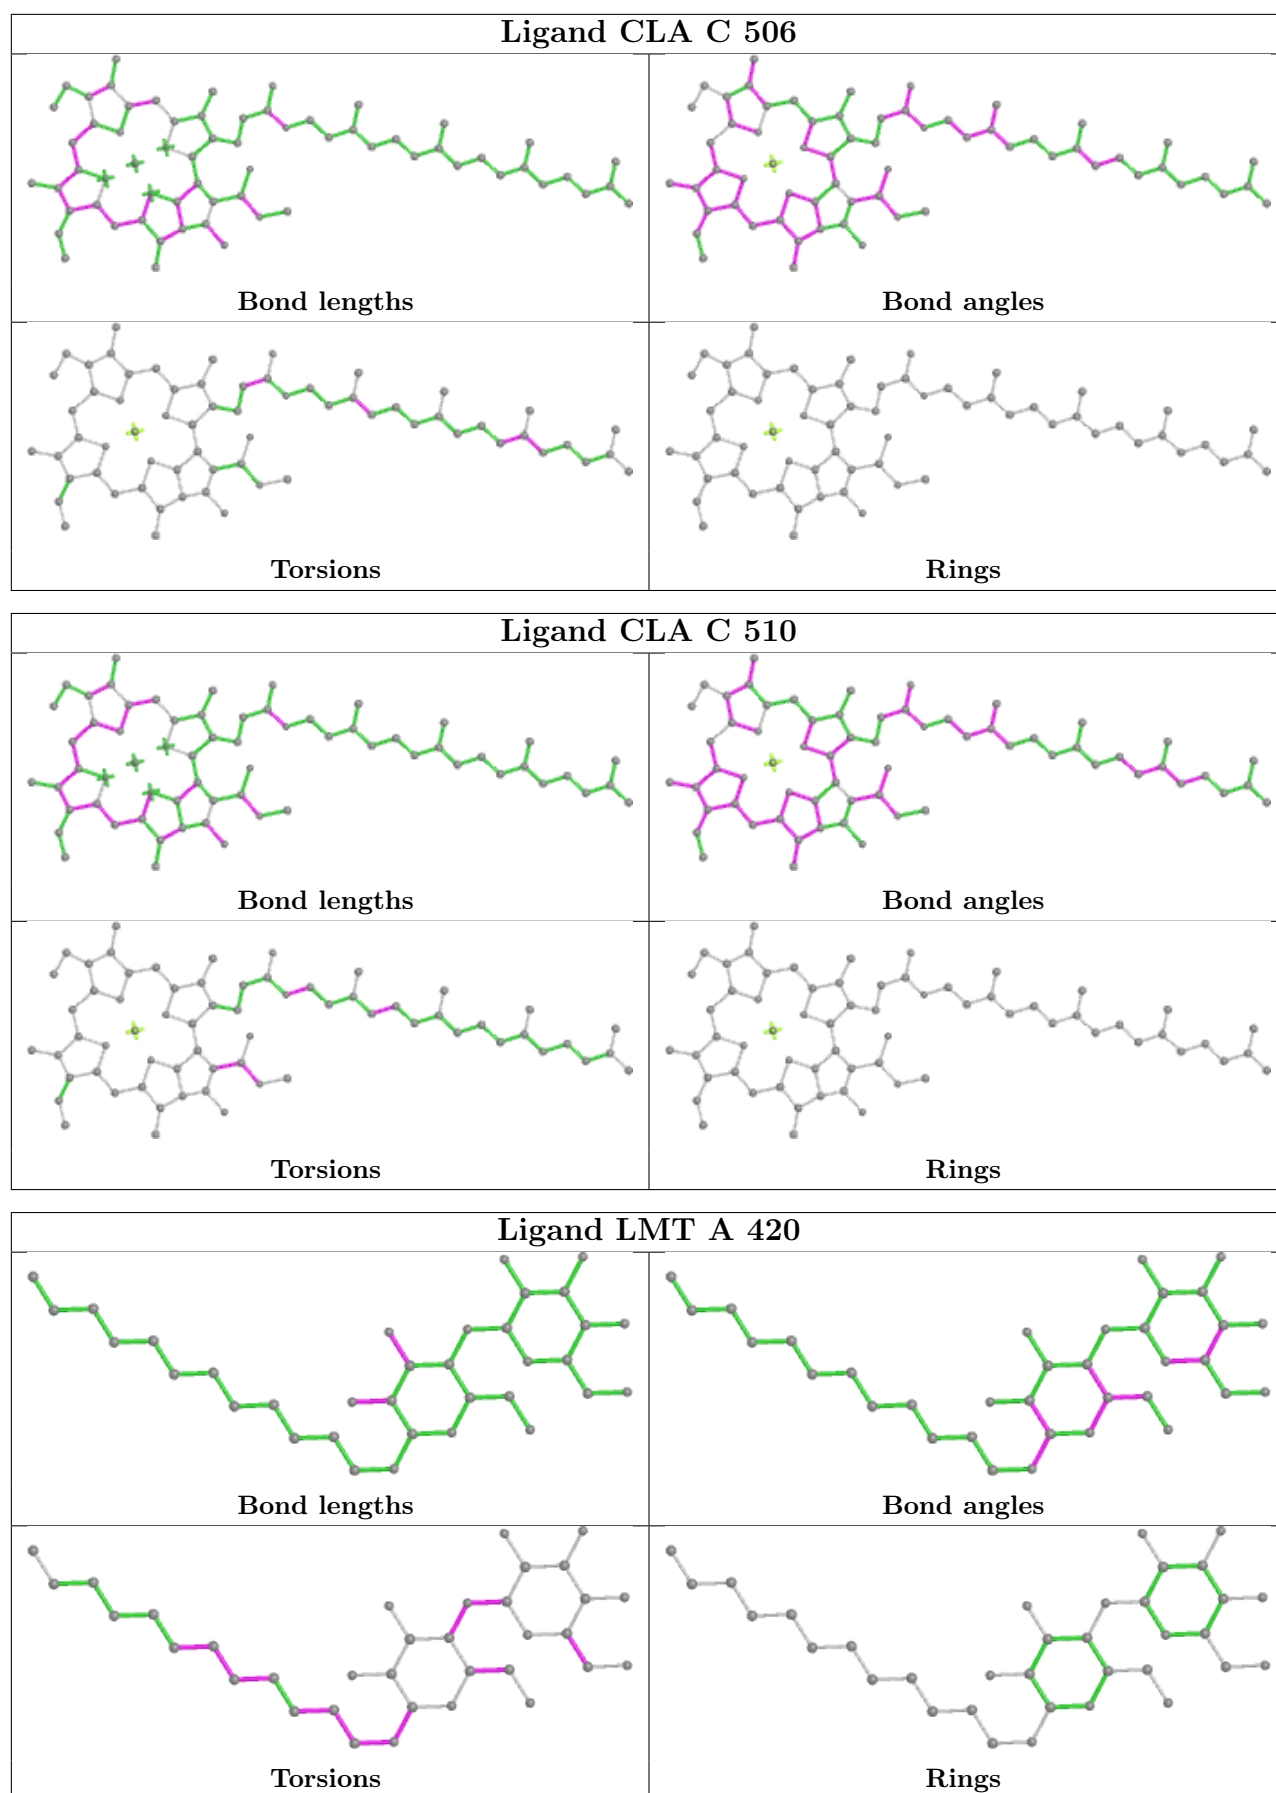 Ligand CLA C 506
Bond lengths
Bond angles
Torsions
Rings
Ligand CLA C 510
Bond lengths
Bond angles
Torsions
Rings
Ligand LMT A 420
Bond lengths
Bond angles
Torsions
Rings